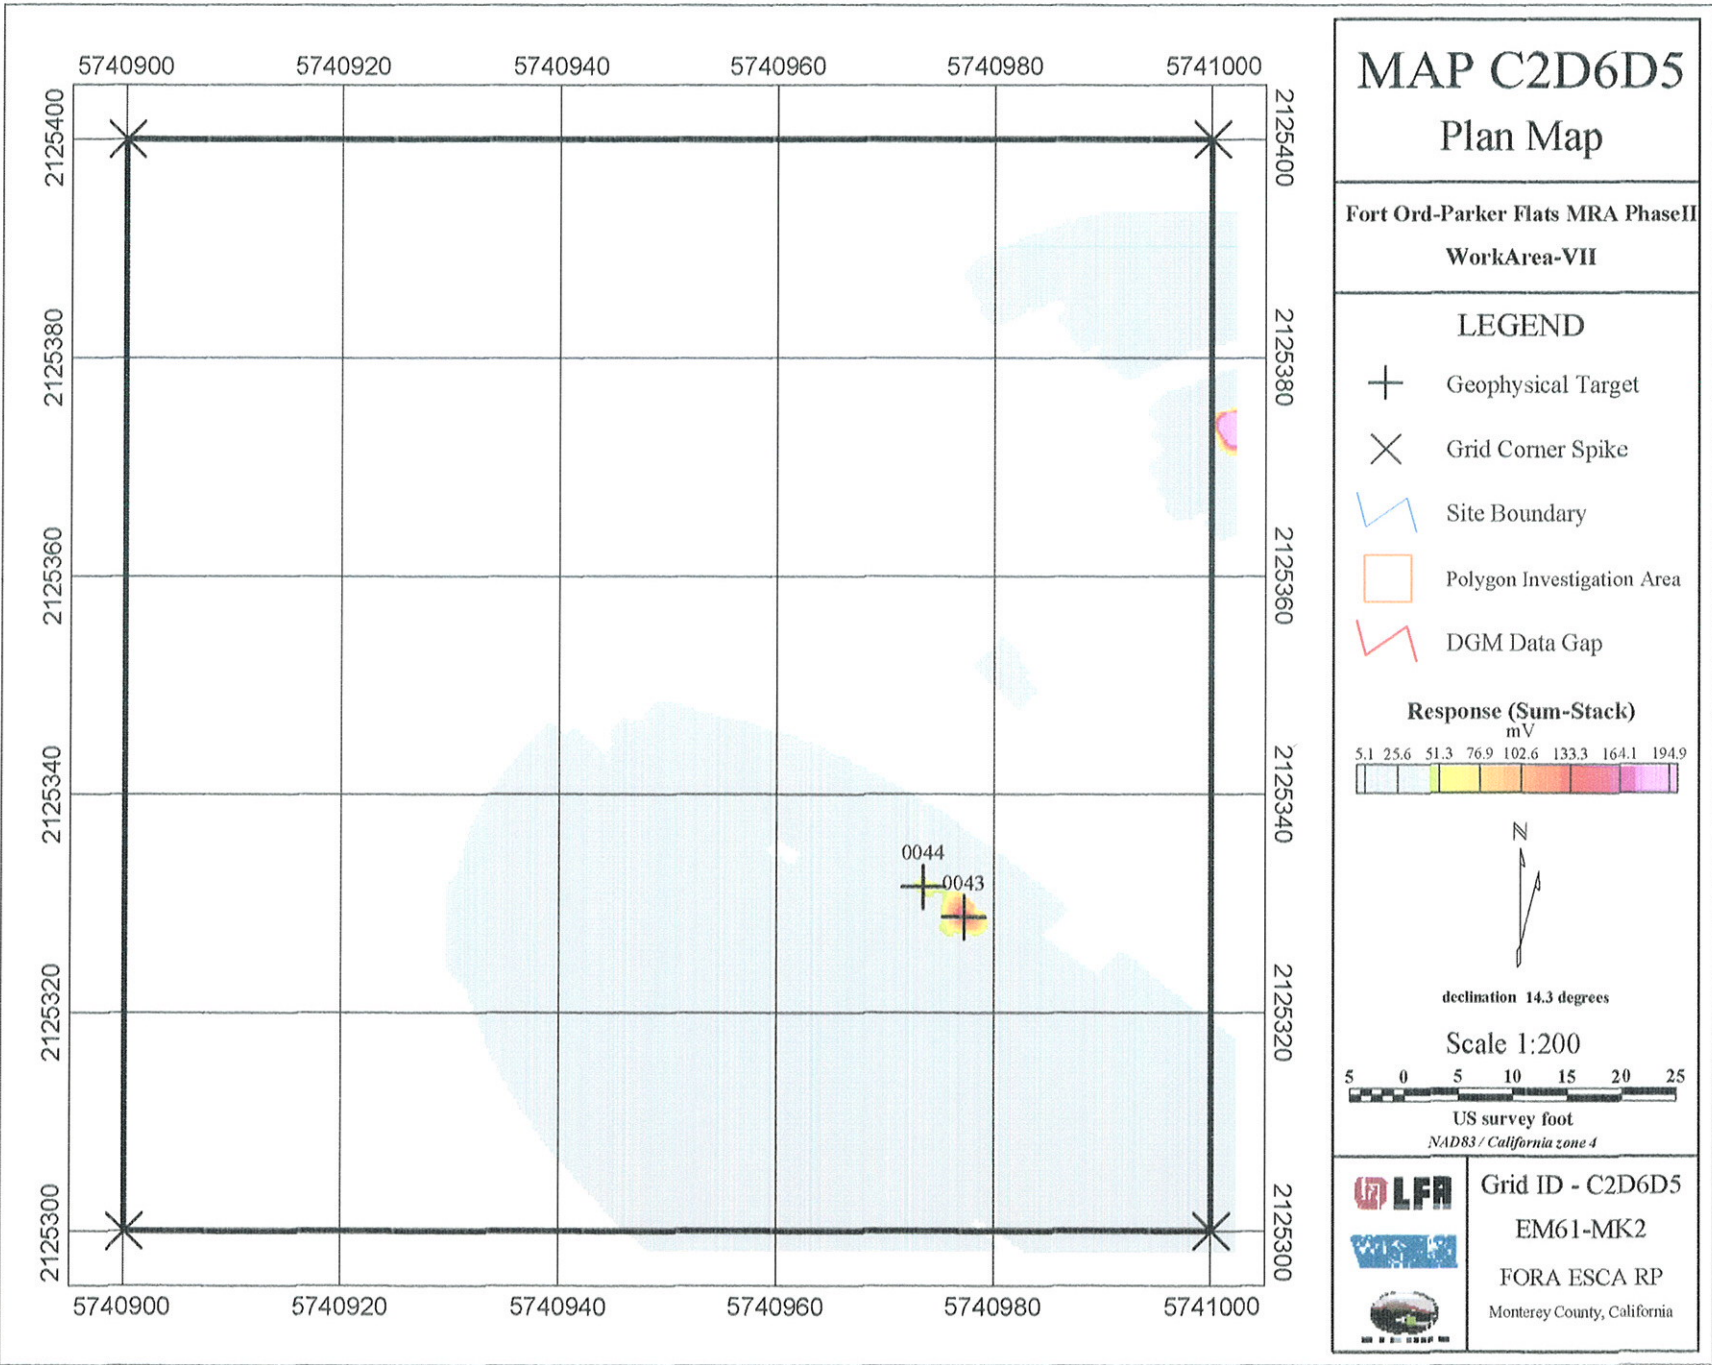 5740900 5740920 5740940 5740960 5740980 5741000
2125400
2125380
2125360
2125340
2125320
2125300
2125400
2125380
2125360
2125340
2125320
2125300
0044
0043
5740900 5740920 5740940 5740960 5740980 5741000
MAP C2D6D5
Plan Map
Fort Ord-Parker Flats MRA PhaseII
WorkArea-VII
LEGEND
Geophysical Target
Grid Corner Spike
Site Boundary
Polygon Investigation Area
DGM Data Gap
Response (Sum-Stack)
mV
5.1 25.6 51.3 76.9 102.6 133.3 164.1 194.9
N
declination 14.3 degrees
Scale 1:200
5 0 5 10 15 20 25
US survey foot
NAD83 / California zone 4
LFR
Grid ID - C2D6D5
EM61-MK2
FORA ESCA RP
Monterey County, California